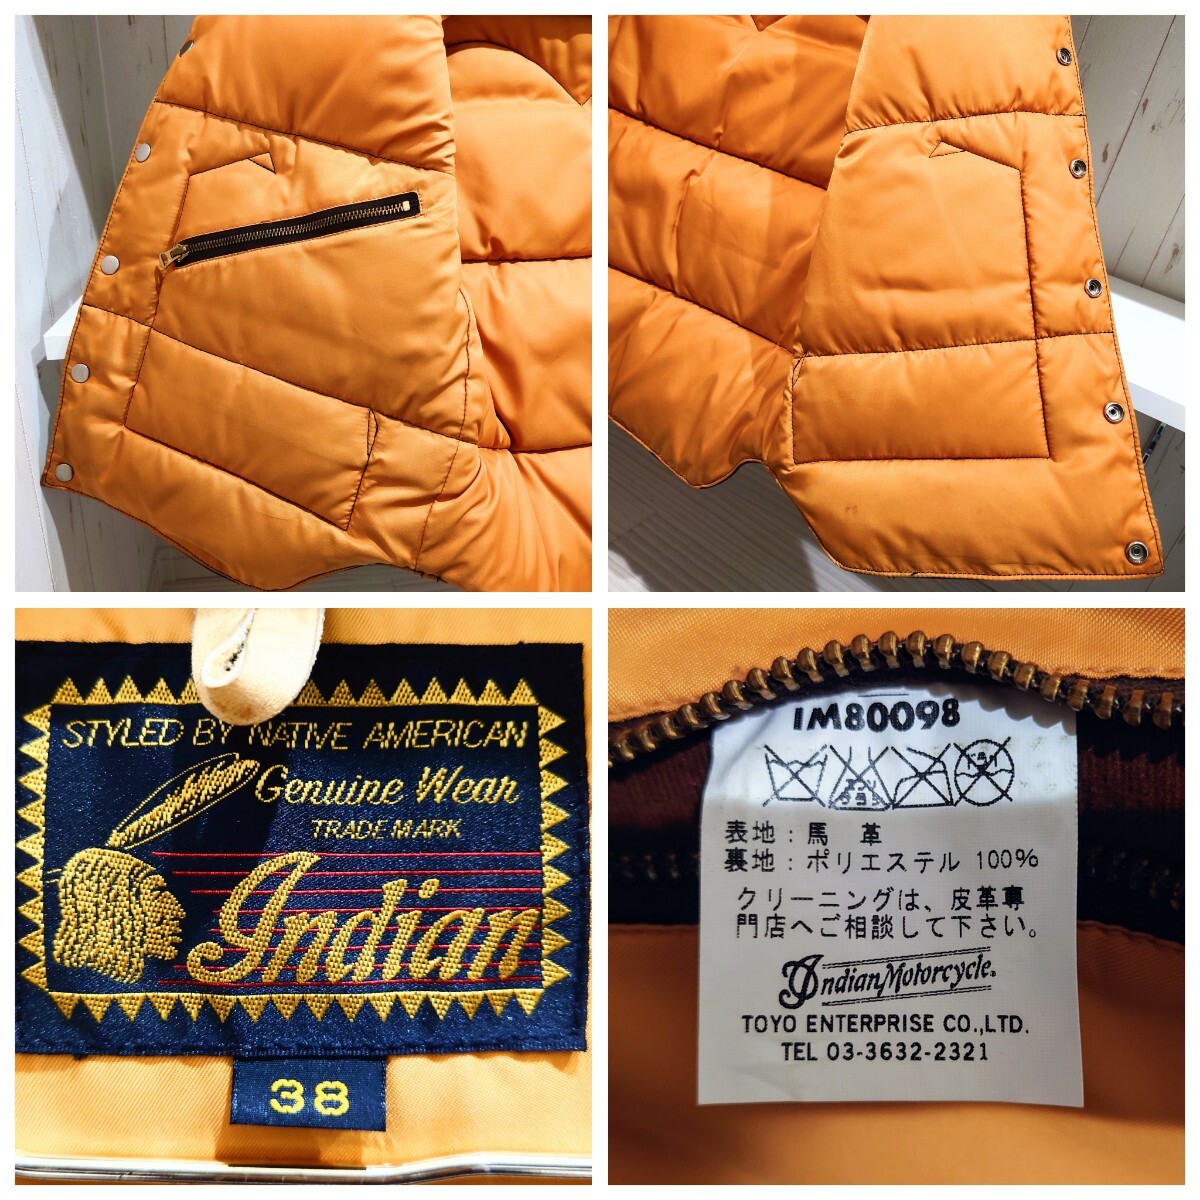 STYLED BY NATIVE AMERICAN
Genuine Wear
TRADE MARK
Indian
38
IM80098
表地：馬　革
裏地：ポリエステル 100%
クリーニングは、皮革専
門店へご相談して下さい。
Indian Motorcycle
TOYO ENTERPRISE CO.,LTD.
TEL 03-3632-2321